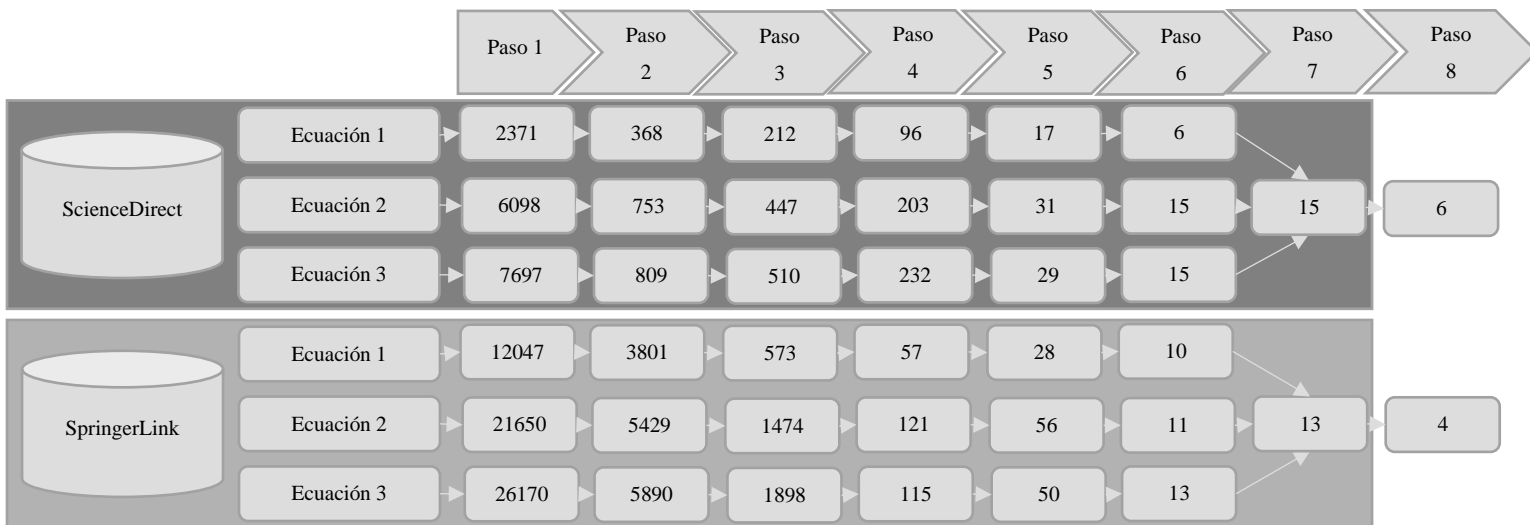 Paso 1
Paso
2
Paso
3
Paso
4
Paso
5
Paso
6
Paso
7
Paso
8
ScienceDirect
Ecuación 1
2371
368
212
96
17
6
Ecuación 2
6098
753
447
203
31
15
15
6
Ecuación 3
7697
809
510
232
29
15
SpringerLink
Ecuación 1
12047
3801
573
57
28
10
Ecuación 2
21650
5429
1474
121
56
11
13
4
Ecuación 3
26170
5890
1898
115
50
13